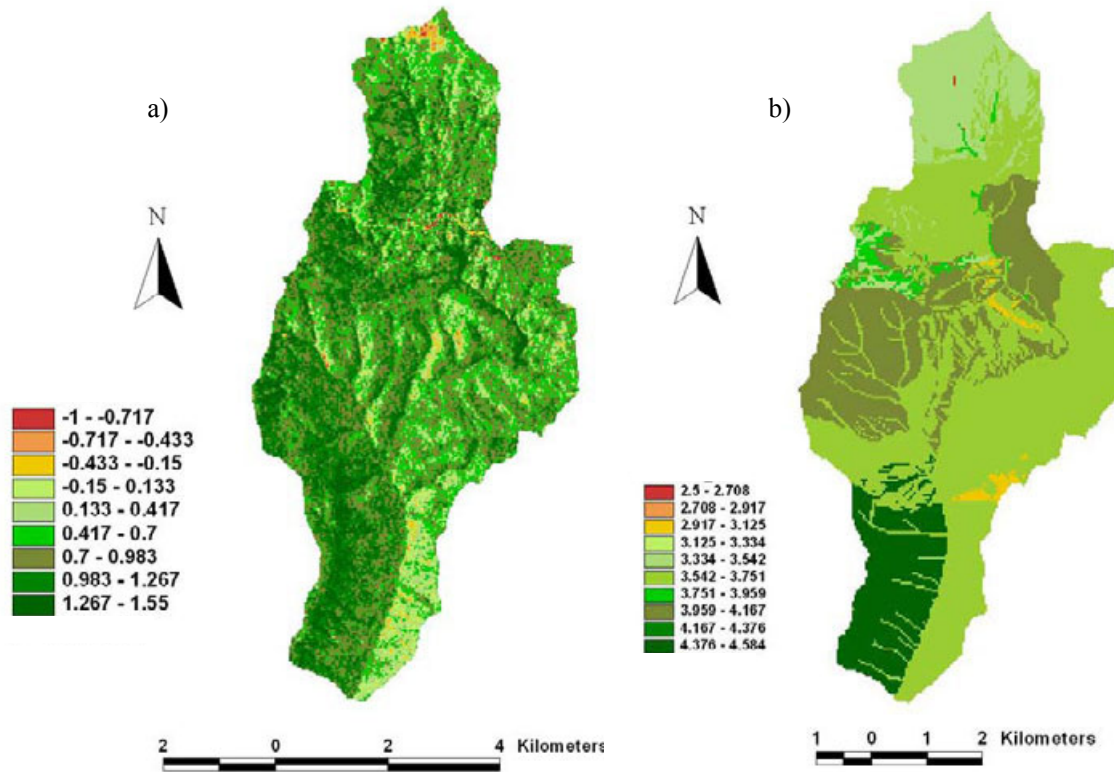 a)
N
-1 - -0.717
-0.717 - -0.433
-0.433 - -0.15
-0.15 - 0.133
0.133 - 0.417
0.417 - 0.7
0.7 - 0.983
0.983 - 1.267
1.267 - 1.55
2 0 2 4 Kilometers
b)
N
2.5 - 2.708
2.708 - 2.917
2.917 - 3.125
3.125 - 3.334
3.334 - 3.542
3.542 - 3.751
3.751 - 3.959
3.959 - 4.167
4.167 - 4.376
4.376 - 4.584
1 0 1 2 Kilometers